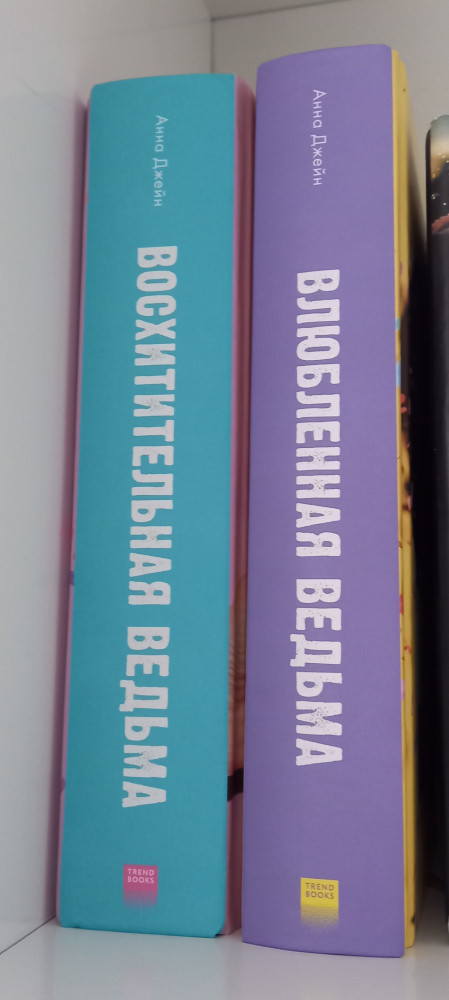 Анна Джейн
ВОСХИТИТЕЛЬНАЯ ВЕДЬМА
TREND
BOOKS
Анна Джейн
ВЛЮБЛЕННАЯ ВЕДЬМА
TREND
BOOKS